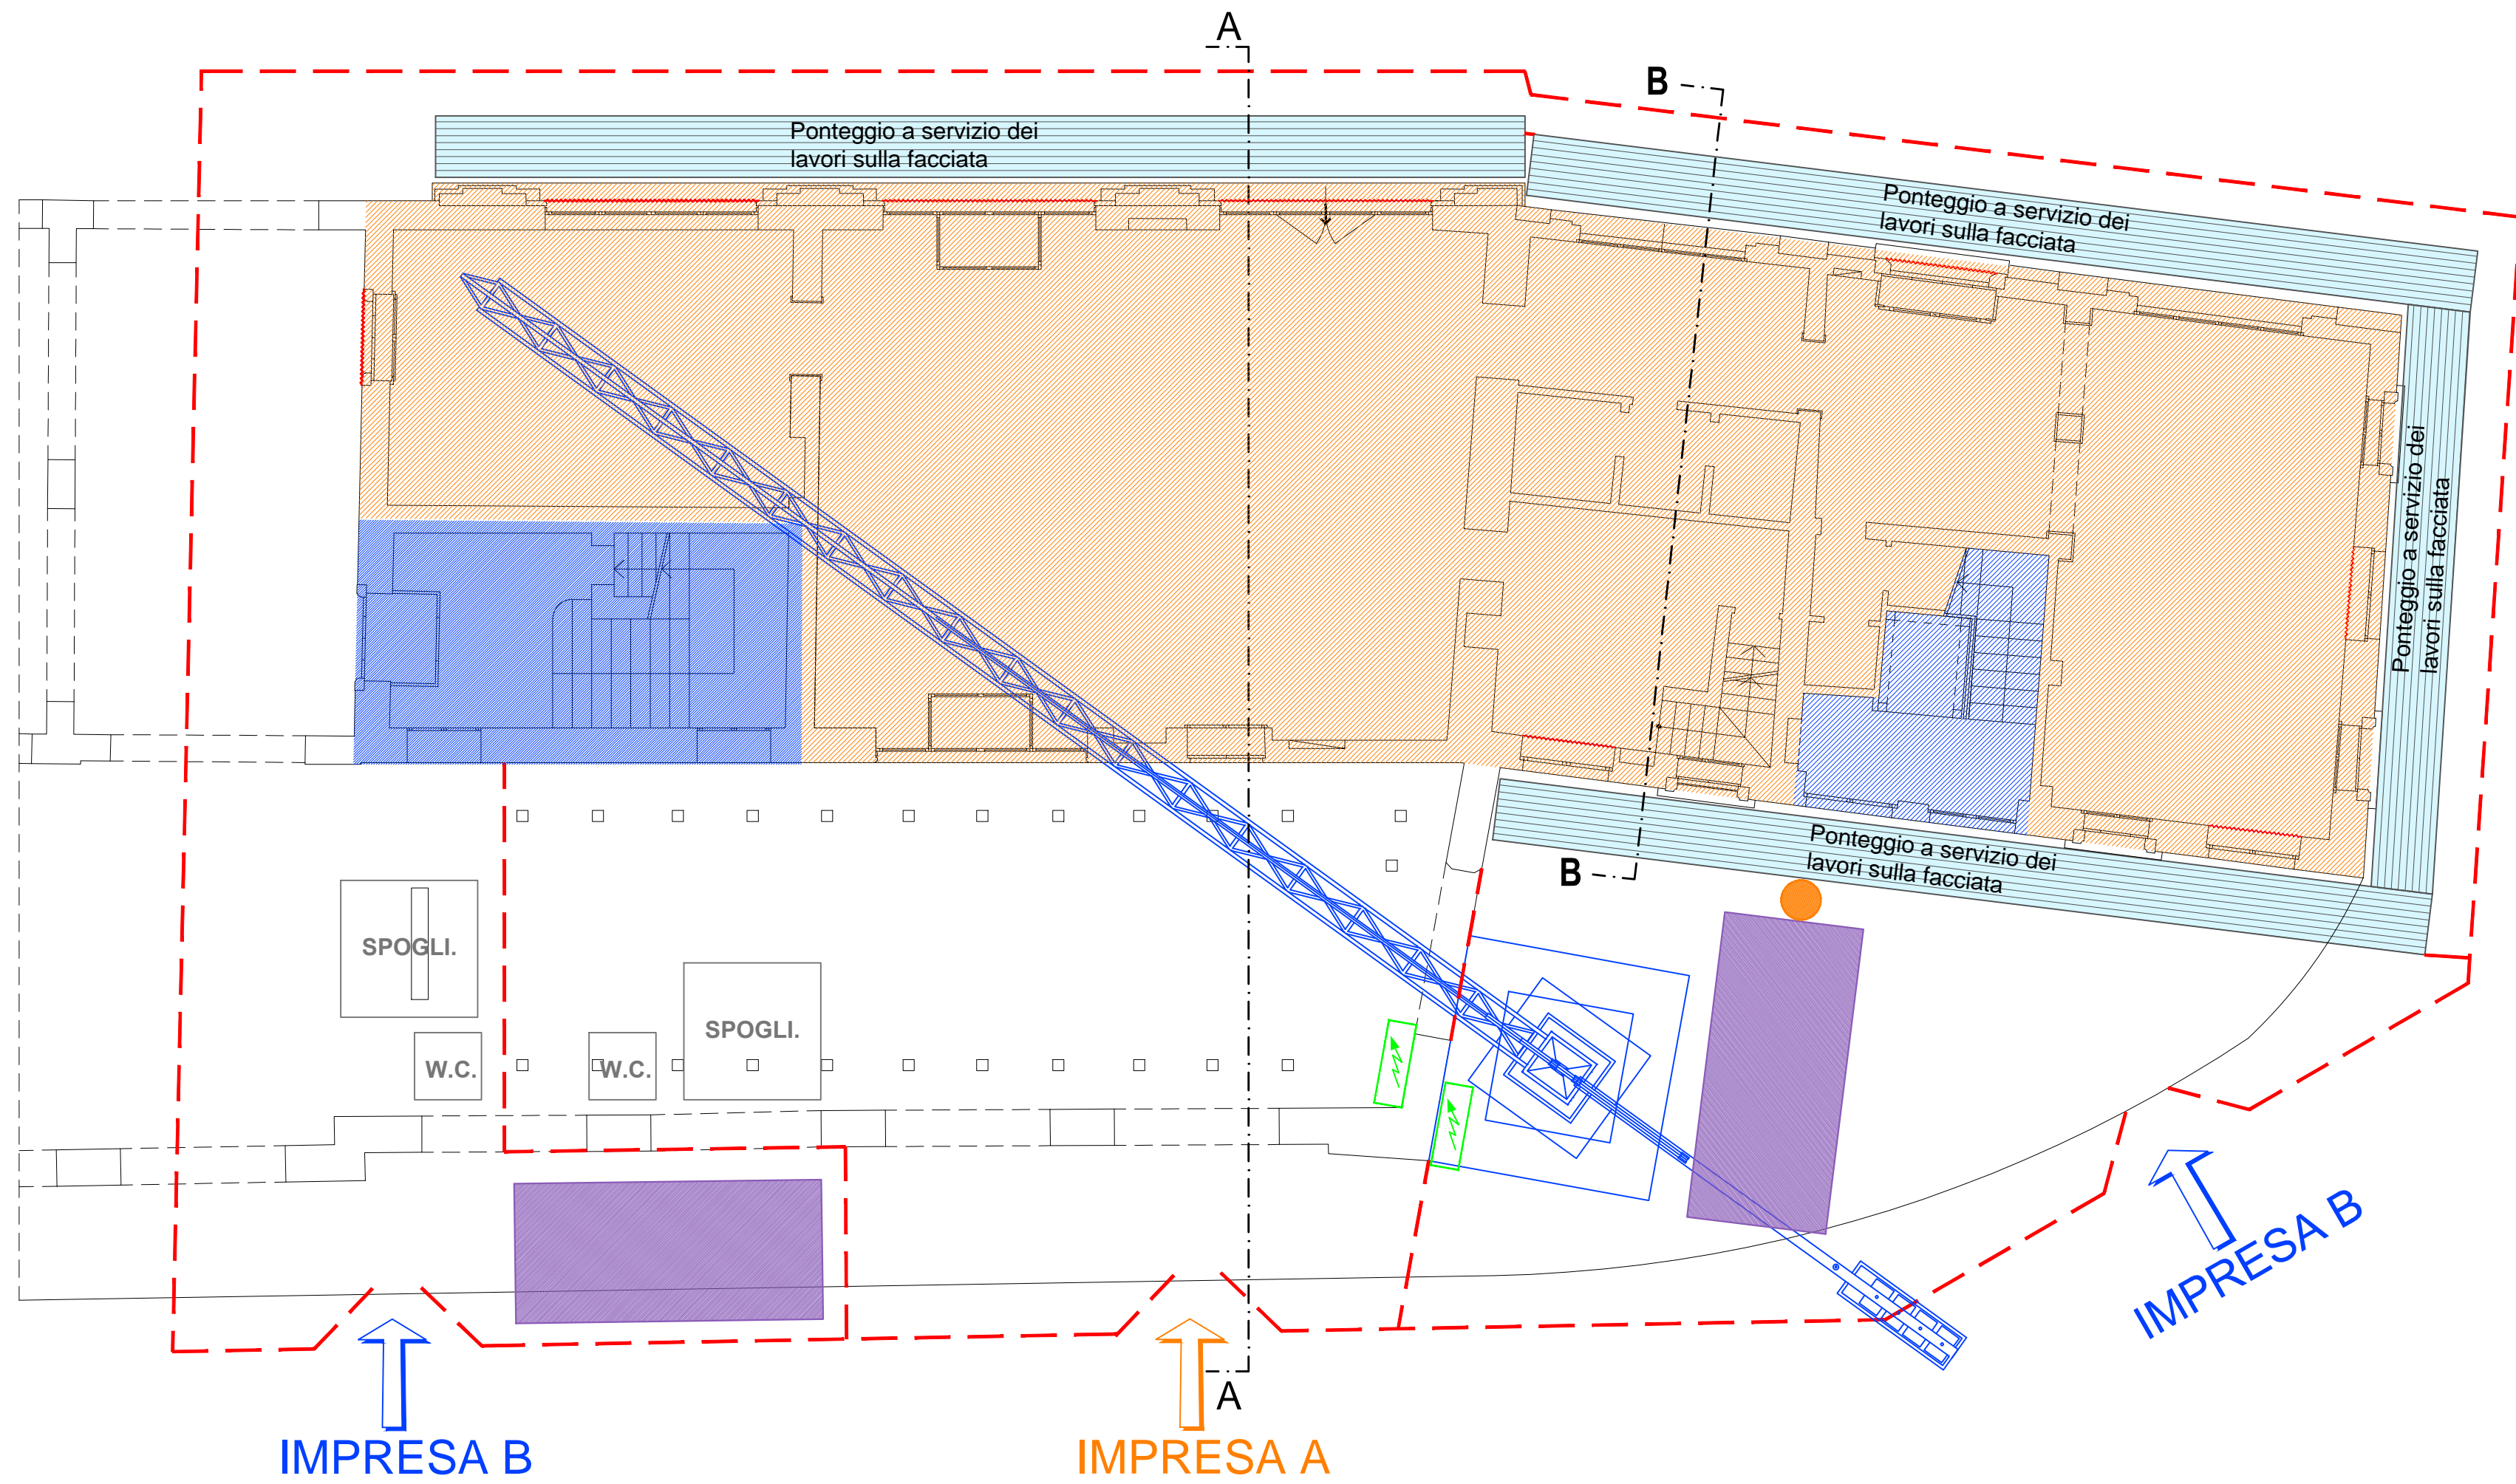 A
B
Ponteggio a servizio dei
lavori sulla facciata
Ponteggio a servizio dei
lavori sulla facciata
Ponteggio a servizio dei
lavori sulla facciata
Ponteggio a servizio dei
lavori sulla facciata
B
SPOGLI.
SPOGLI.
W.C.
W.C.
IMPRESA B
A
IMPRESA B
IMPRESA A